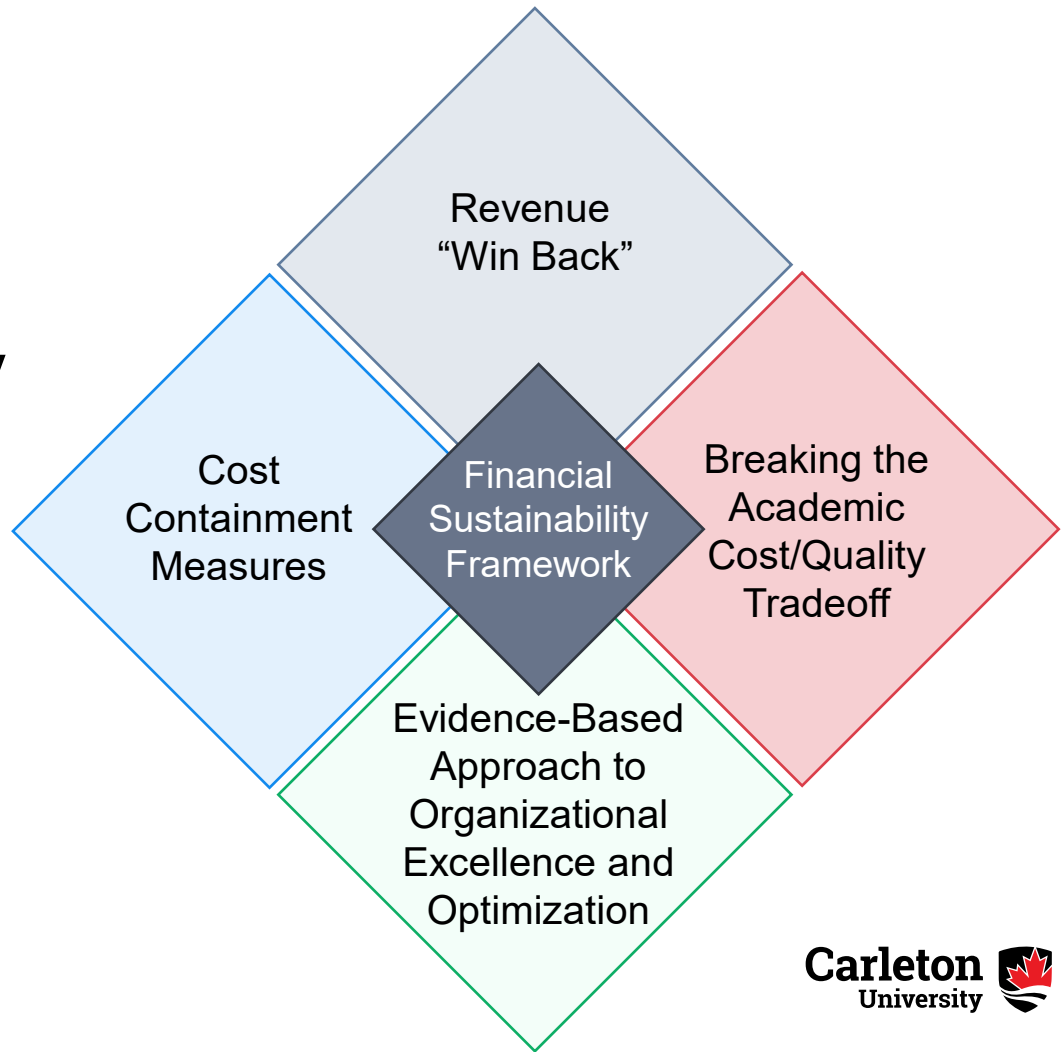 Revenue
“Win Back”
Cost
Containment
Measures
Financial
Sustainability
Framework
Breaking the
Academic
Cost/Quality
Tradeoff
Evidence-Based
Approach to
Organizational
Excellence and
Optimization
Carleton
University